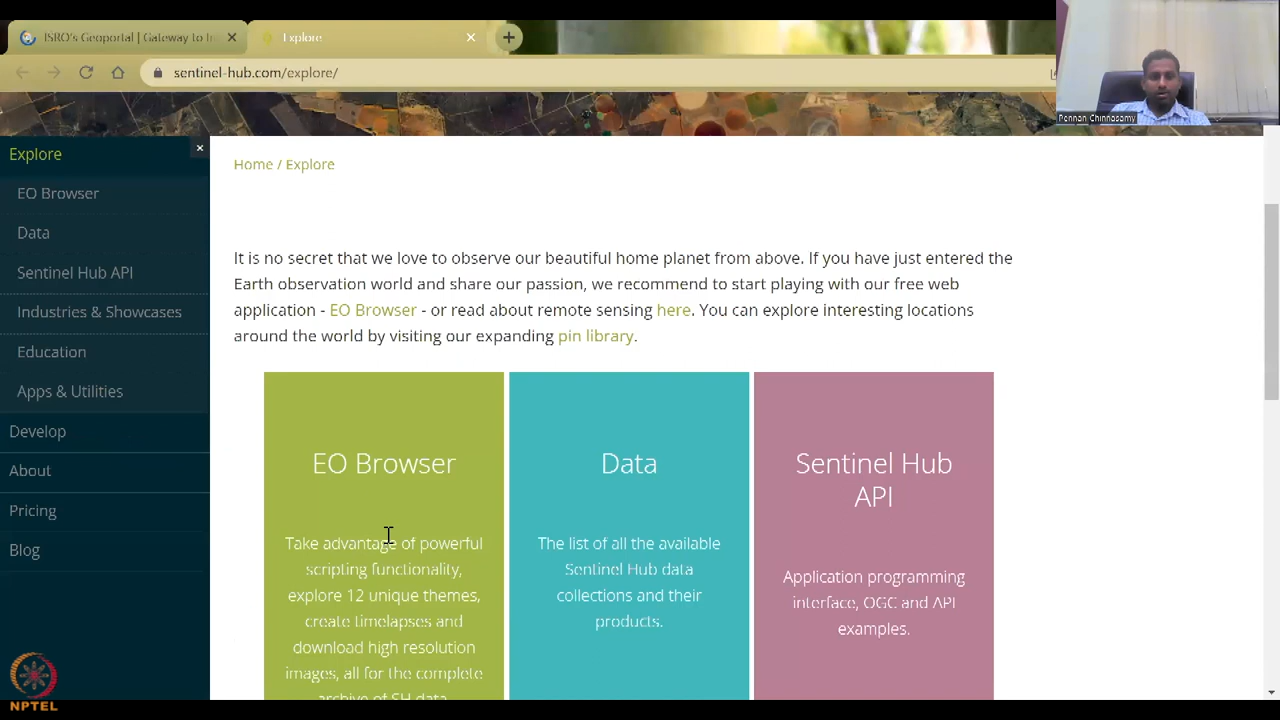 ISRO's Geoportal | Gateway to In
Explore
sentinel-hub.com/explore/
Pennan Chinnasamy
Explore
EO Browser
Data
Sentinel Hub API
Industries & Showcases
Education
Apps & Utilities
Develop
About
Pricing
Blog
Home / Explore
It is no secret that we love to observe our beautiful home planet from above. If you have just entered the
Earth observation world and share our passion, we recommend to start playing with our free web
application - EO Browser - or read about remote sensing here. You can explore interesting locations
around the world by visiting our expanding pin library.
EO Browser
Take advantage of powerful
scripting functionality,
explore 12 unique themes,
create timelapses and
download high resolution
images, all for the complete
archive of SH data
Data
The list of all the available
Sentinel Hub data
collections and their
products.
Sentinel Hub
API
Application programming
interface, OGC and API
examples.
NPTEL